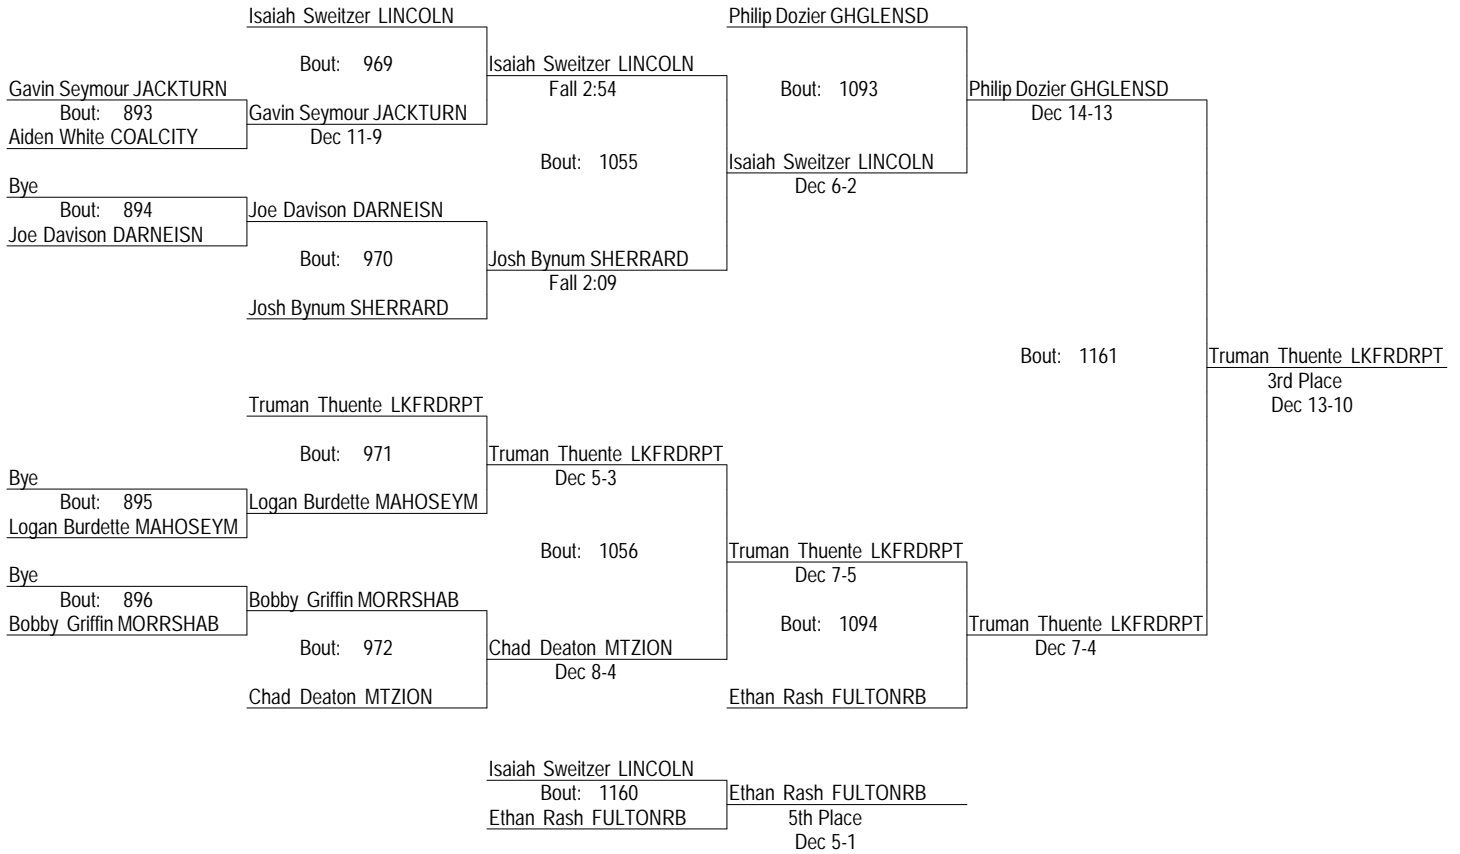 Isaiah Sweitzer LINCOLN
Philip Dozier GHGLENSD
Bout: 969
Isaiah Sweitzer LINCOLN
Fall 2:54
Bout: 1093
Philip Dozier GHGLENSD
Dec 14-13
Gavin Seymour JACKTURN
Bout: 893
Gavin Seymour JACKTURN
Dec 11-9
Aiden White COALCITY
Bout: 1055
Isaiah Sweitzer LINCOLN
Dec 6-2
Bye
Bout: 894
Joe Davison DARNEISN
Joe Davison DARNEISN
Bout: 970
Josh Bynum SHERRARD
Fall 2:09
Josh Bynum SHERRARD
Bout: 1161
Truman Thuente LKFRDRPT
3rd Place
Dec 13-10
Truman Thuente LKFRDRPT
Bout: 971
Truman Thuente LKFRDRPT
Dec 5-3
Bye
Bout: 895
Logan Burdette MAHOSEYM
Logan Burdette MAHOSEYM
Bout: 1056
Truman Thuente LKFRDRPT
Dec 7-5
Bye
Bout: 896
Bobby Griffin MORRSHAB
Bobby Griffin MORRSHAB
Bout: 1094
Truman Thuente LKFRDRPT
Dec 7-4
Bout: 972
Chad Deaton MTZION
Dec 8-4
Chad Deaton MTZION
Ethan Rash FULTONRB
Isaiah Sweitzer LINCOLN
Bout: 1160
Ethan Rash FULTONRB
Ethan Rash FULTONRB
5th Place
Dec 5-1